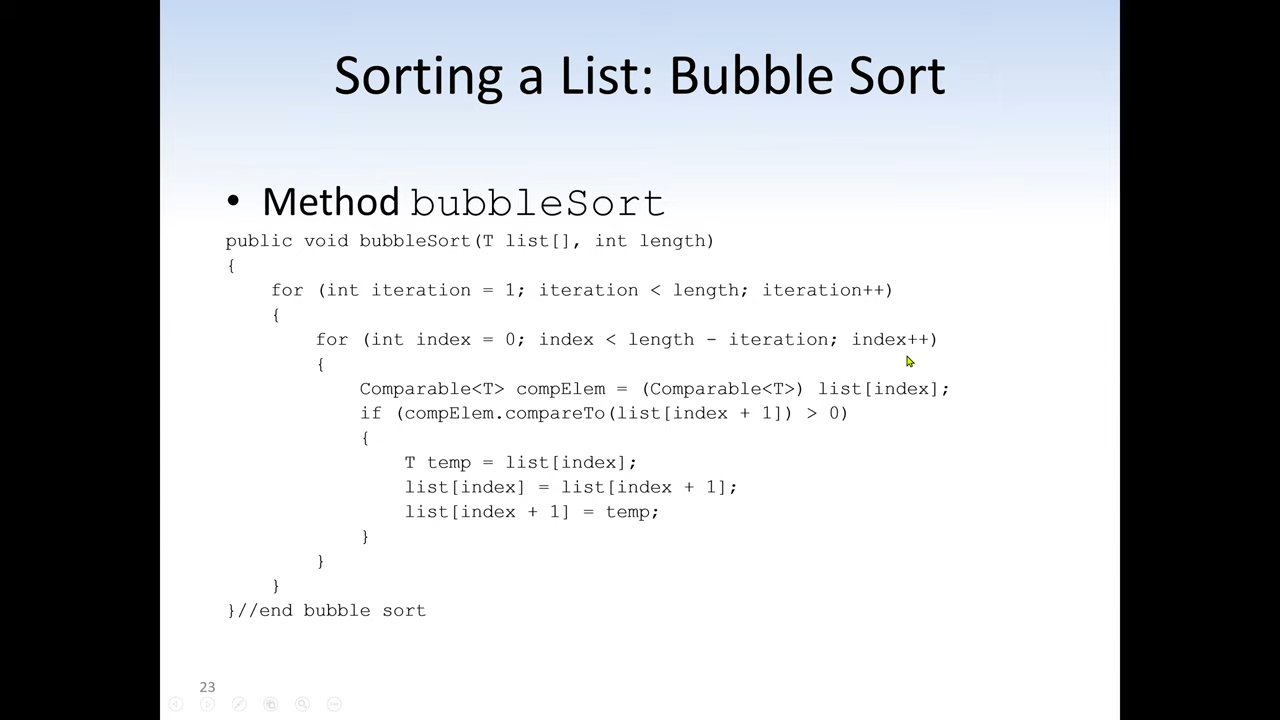 Sorting a List: Bubble Sort
• Method bubbleSort
public void bubbleSort(T list[], int length)
{
    for (int iteration = 1; iteration < length; iteration++)
    {
        for (int index = 0; index < length - iteration; index++)
        {
            Comparable<T> compElem = (Comparable<T>) list[index];
            if (compElem.compareTo(list[index + 1]) > 0)
            {
                T temp = list[index];
                list[index] = list[index + 1];
                list[index + 1] = temp;
            }
        }
    }
}//end bubble sort
23